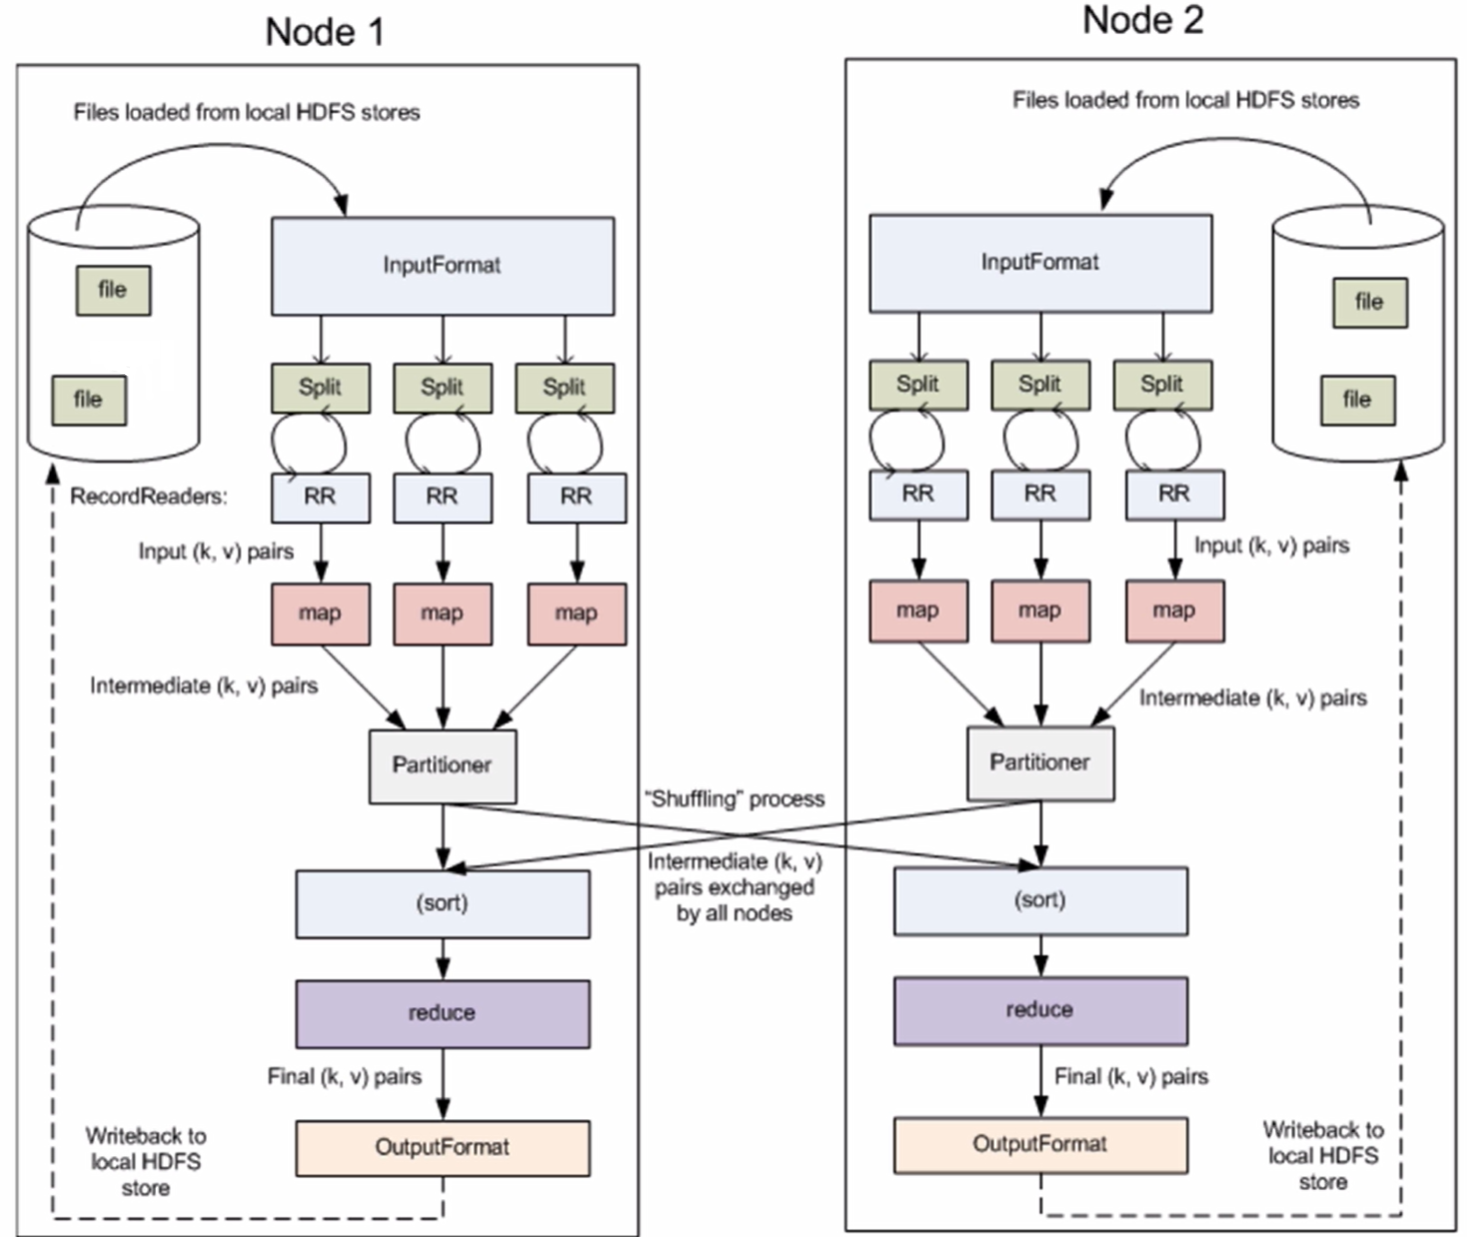 Node 1
Files loaded from local HDFS stores
file
file
InputFormat
Split Split Split
RecordReaders: RR RR RR
Input (k, v) pairs
map map map
Intermediate (k, v) pairs
Partitioner
(sort)
reduce
Final (k, v) pairs
OutputFormat
Writeback to
local HDFS
store
"Shuffling" process
Intermediate (k, v)
pairs exchanged
by all nodes
Node 2
Files loaded from local HDFS stores
InputFormat
file
file
Split Split Split
RR RR RR
Input (k, v) pairs
map map map
Intermediate (k, v) pairs
Partitioner
(sort)
reduce
Final (k, v) pairs
OutputFormat
Writeback to
local HDFS
store